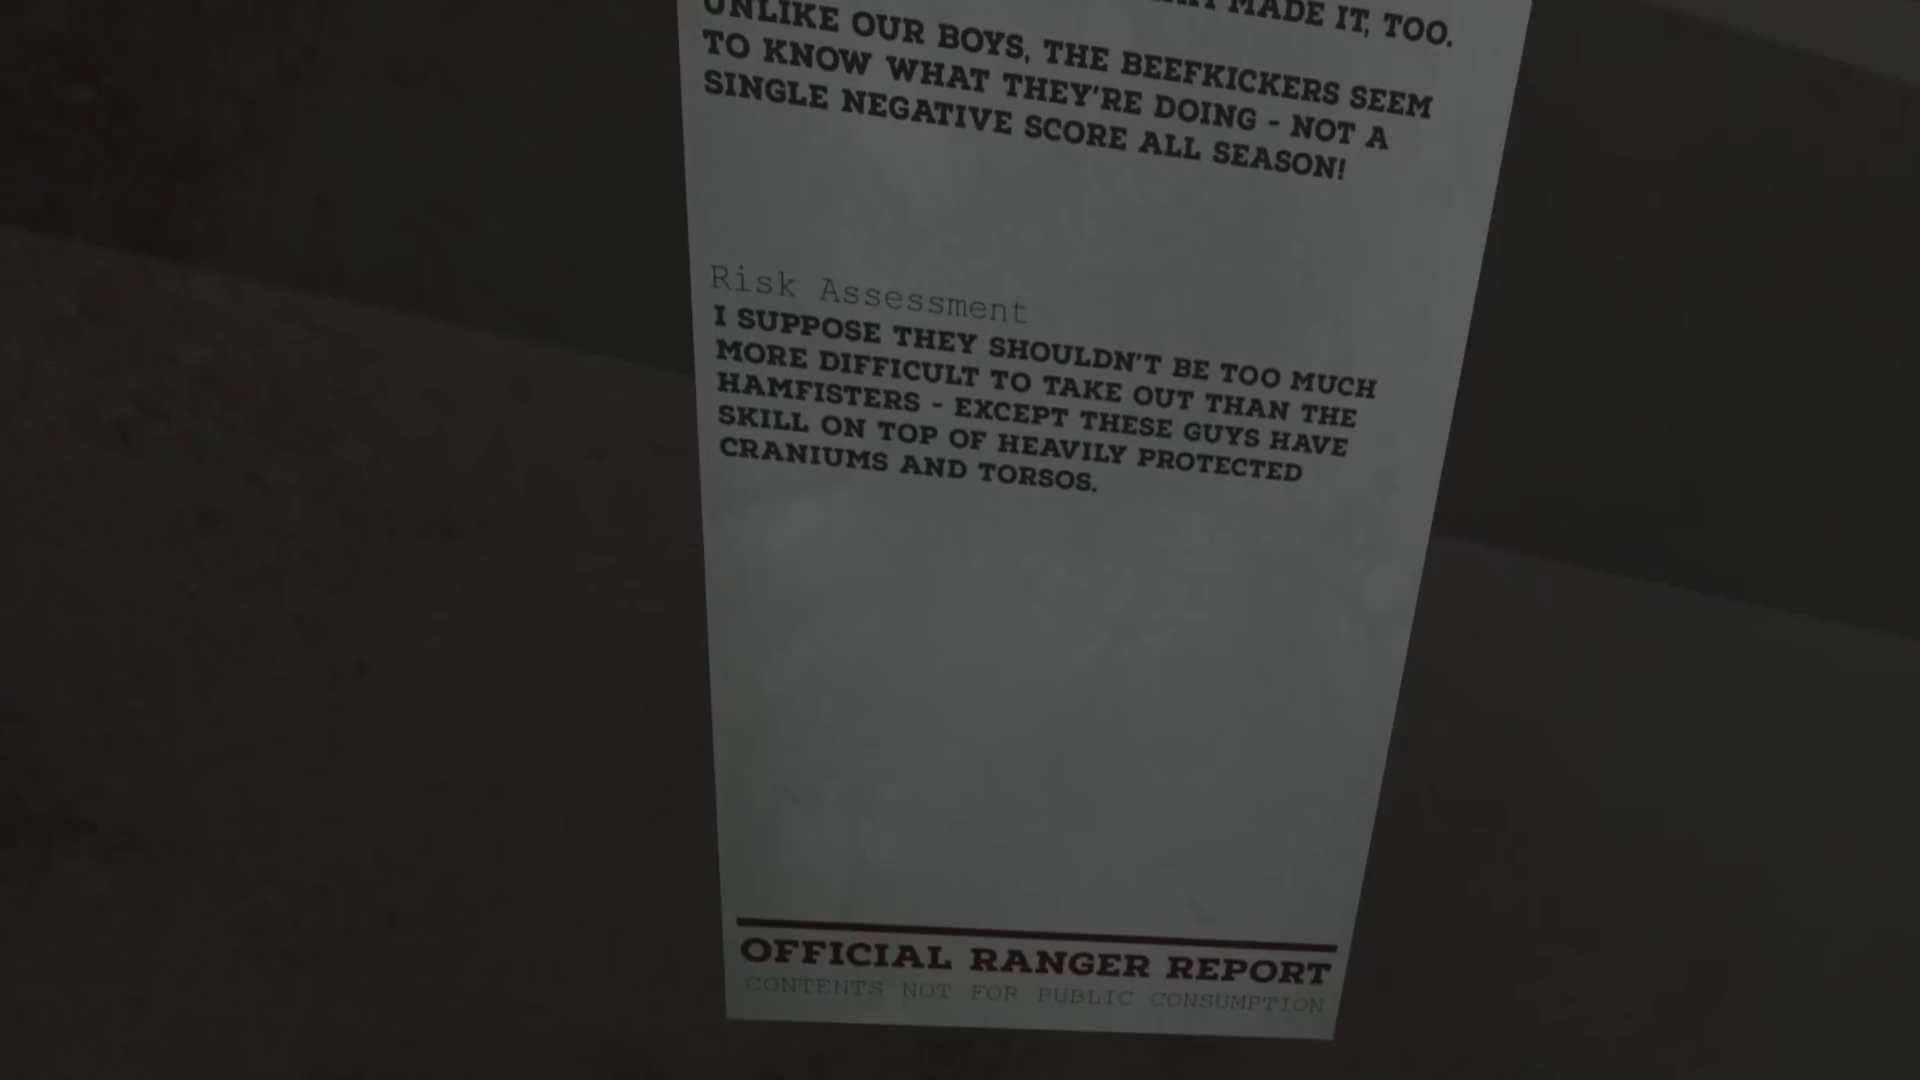 MADE IT, TOO.
UNLIKE OUR BOYS, THE BEEFKICKERS SEEM
TO KNOW WHAT THEY'RE DOING - NOT A
SINGLE NEGATIVE SCORE ALL SEASON!
Risk Assessment
I SUPPOSE THEY SHOULDN'T BE TOO MUCH
MORE DIFFICULT TO TAKE OUT THAN THE
HAMFISTERS - EXCEPT THESE GUYS HAVE
SKILL ON TOP OF HEAVILY PROTECTED
CRANIUMS AND TORSOS.
OFFICIAL RANGER REPORT
CONTENTS NOT FOR PUBLIC CONSUMPTION